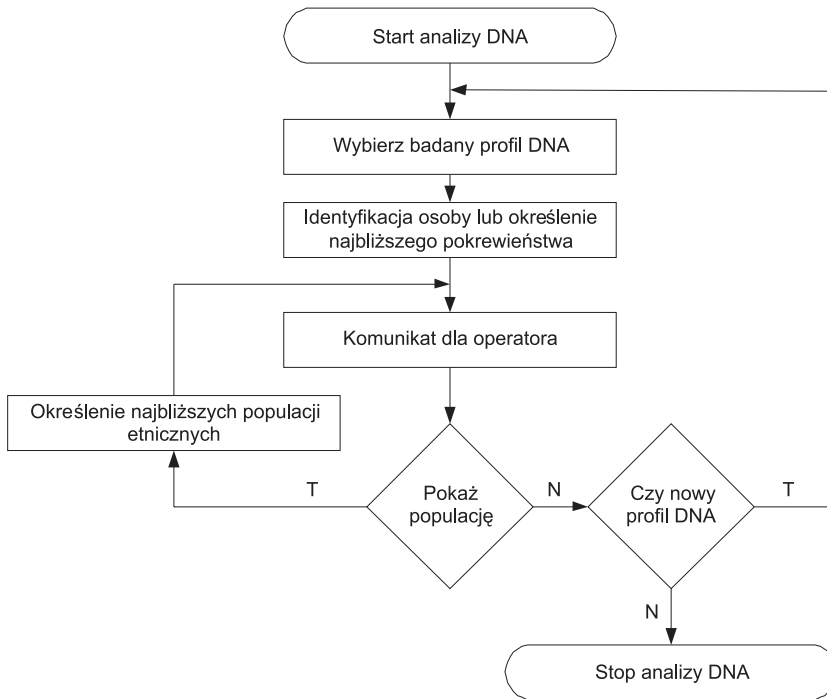 Start analizy DNA
Wybierz badany profil DNA
Identyfikacja osoby lub określenie
najbliższego pokrewieństwa
Komunikat dla operatora
Określenie najbliższych populacji
etnicznych
T
Pokaż
populację
N
Czy nowy
profil DNA
T
N
Stop analizy DNA